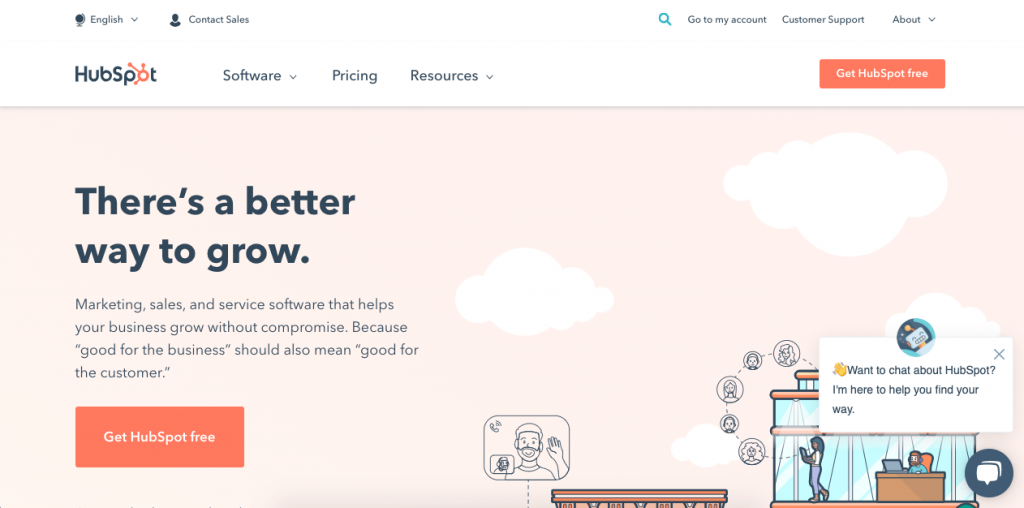 English
Contact Sales
Go to my account
Customer Support
About
HubSpot
Software
Pricing
Resources
Get HubSpot free
There’s a better
way to grow.
Marketing, sales, and service software that helps
your business grow without compromise. Because
“good for the business” should also mean “good for
the customer.”
Get HubSpot free
👋Want to chat about HubSpot?
I'm here to help you find your
way.